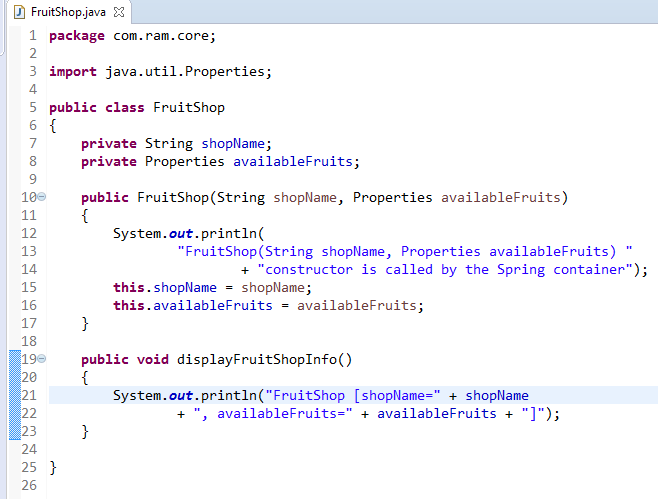 FruitShop.java
1 package com.ram.core;
2
3 import java.util.Properties;
4
5 public class FruitShop
6 {
7     private String shopName;
8     private Properties availableFruits;
9
10     public FruitShop(String shopName, Properties availableFruits)
11     {
12         System.out.println(
13                 "FruitShop(String shopName, Properties availableFruits) "
14                         + "constructor is called by the Spring container");
15         this.shopName = shopName;
16         this.availableFruits = availableFruits;
17     }
18
19     public void displayFruitShopInfo()
20     {
21         System.out.println("FruitShop [shopName=" + shopName
22                 + ", availableFruits=" + availableFruits + "]");
23     }
24
25 }
26